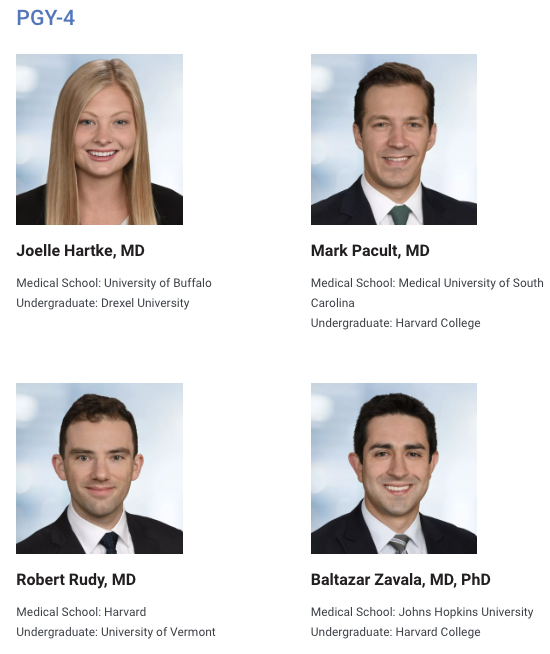 PGY-4
Joelle Hartke, MD
Medical School: University of Buffalo
Undergraduate: Drexel University
Mark Pacult, MD
Medical School: Medical University of South
Carolina
Undergraduate: Harvard College
Robert Rudy, MD
Medical School: Harvard
Undergraduate: University of Vermont
Baltazar Zavala, MD, PhD
Medical School: Johns Hopkins University
Undergraduate: Harvard College